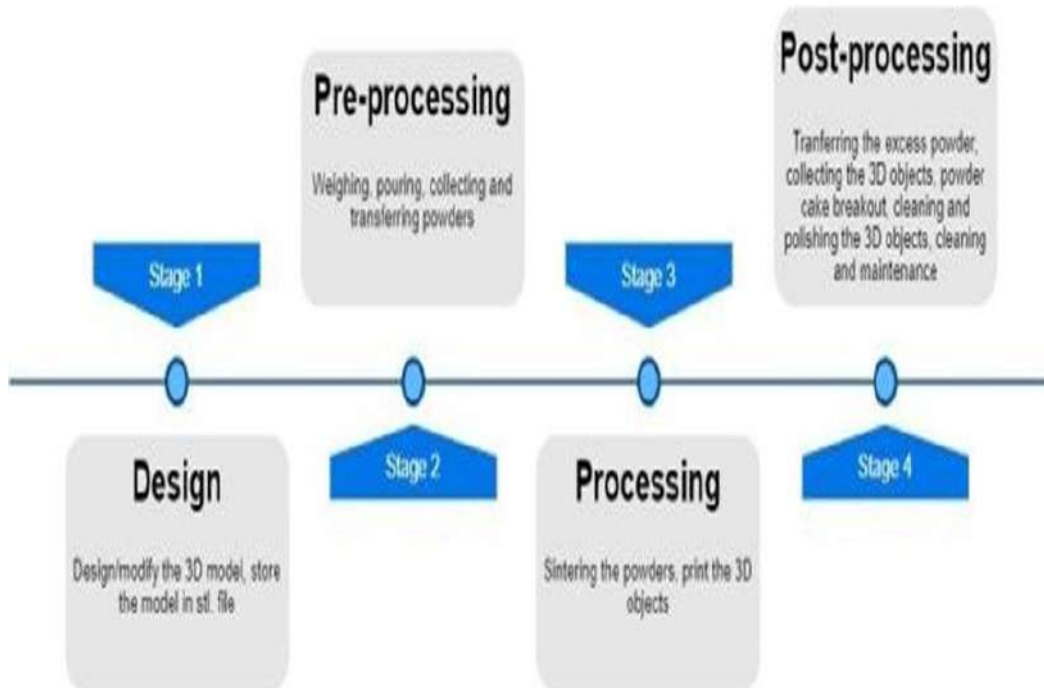 Stage 1
Design
Design/modify the 3D model, store
the model in stl. file
Pre-processing
Weighing, pouring, collecting and
transferring powders
Stage 2
Stage 3
Processing
Sintering the powders, print the 3D
objects
Post-processing
Tranferring the excess powder,
collecting the 3D objects, powder
cake breakout, cleaning and
polishing the 3D objects, cleaning
and maintenance
Stage 4